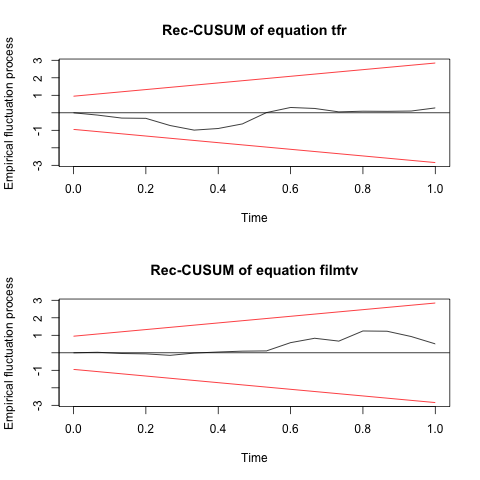 Rec-CUSUM of equation tfr
Empirical fluctuation process
3
1
-1
-3
0.0 0.2 0.4 0.6 0.8 1.0
Time
Rec-CUSUM of equation filmtv
Empirical fluctuation process
3
1
-1
-3
0.0 0.2 0.4 0.6 0.8 1.0
Time